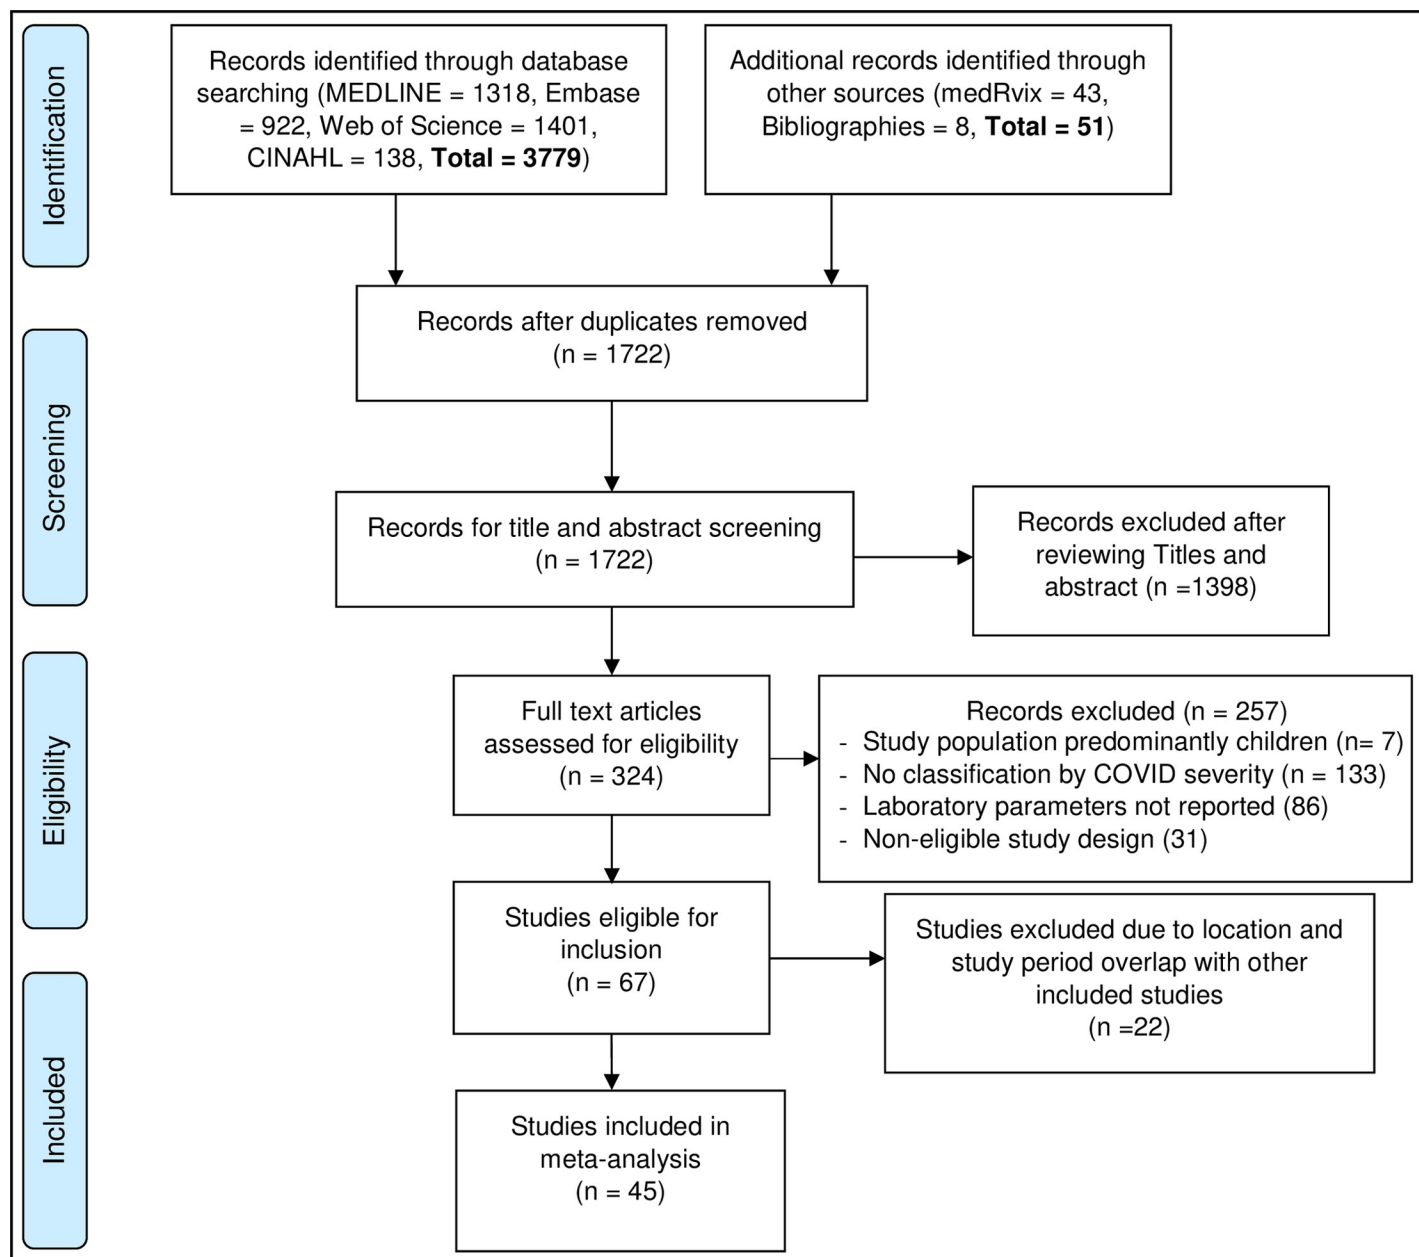 Identification
Records identified through database
searching (MEDLINE = 1318, Embase
= 922, Web of Science = 1401,
CINAHL = 138, Total = 3779)
Additional records identified through
other sources (medRvix = 43,
Bibliographies = 8, Total = 51)
Records after duplicates removed
(n = 1722)
Screening
Records for title and abstract screening
(n = 1722)
Records excluded after
reviewing Titles and
abstract (n =1398)
Eligibility
Full text articles
assessed for eligibility
(n = 324)
Records excluded (n = 257)
- Study population predominantly children (n= 7)
- No classification by COVID severity (n = 133)
- Laboratory parameters not reported (86)
- Non-eligible study design (31)
Studies eligible for
inclusion
(n = 67)
Studies excluded due to location and
study period overlap with other
included studies
(n =22)
Included
Studies included in
meta-analysis
(n = 45)